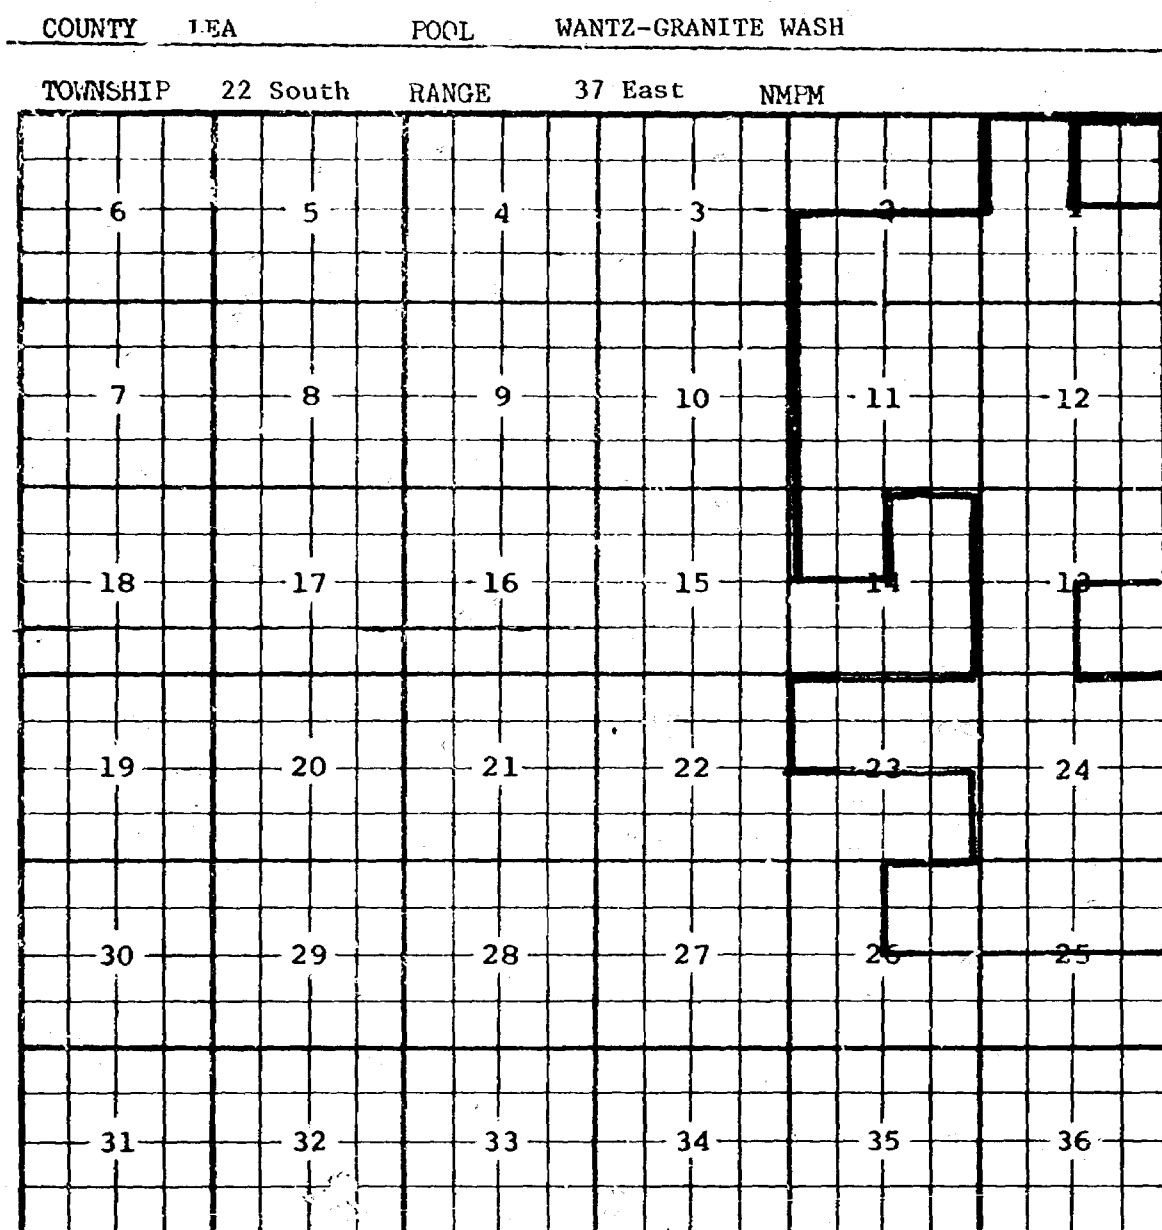 COUNTY LEA POOL WANTZ-GRANITE WASH
TOWNSHIP 22 South RANGE 37 East NMPM
6 5 4 3 2 1
7 8 9 10 11 12
18 17 16 15 14 13
19 20 21 22 23 24
30 29 28 27 26 25
31 32 33 34 35 36